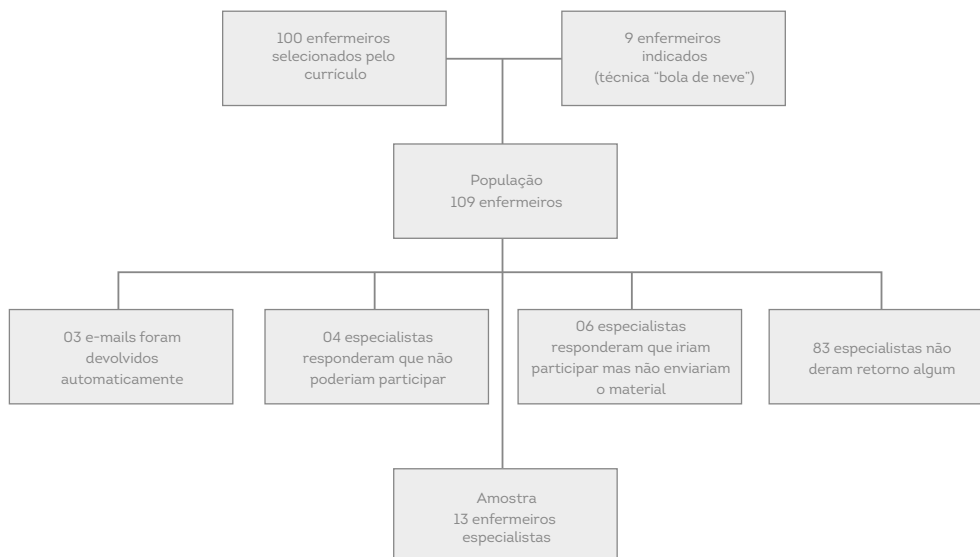 100 enfermeiros
selecionados pelo
currículo
9 enfermeiros
indicados
(técnica “bola de neve”)
População
109 enfermeiros
03 e-mails foram
devolvidos
automaticamente
04 especialistas
responderam que não
poderiam participar
06 especialistas
responderam que iriam
participar mas não enviariam
o material
83 especialistas não
deram retorno algum
Amostra
13 enfermeiros
especialistas